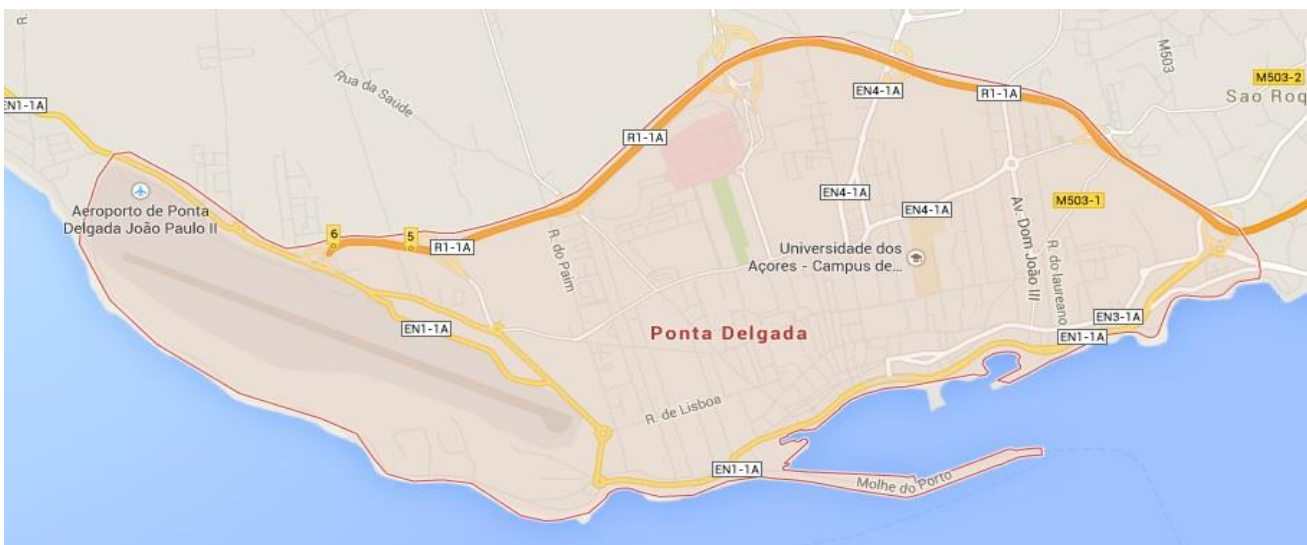 R.
M503
Rua da Saúde
M503-2
EN4-1A
R1-1A
EN1-1A
Sao Roq
R1-1A
Aeroporto de Ponta
Delgada João Paulo II
EN4-1A
EN4-1A
M503-1
6
5
R1-1A
R. do Paim
Universidade dos
Açores - Campus de...
Av. Dom João III
R. do laureano
EN1-1A
Ponta Delgada
EN3-1A
EN1-1A
R. de Lisboa
EN1-1A
Molhe do Porto